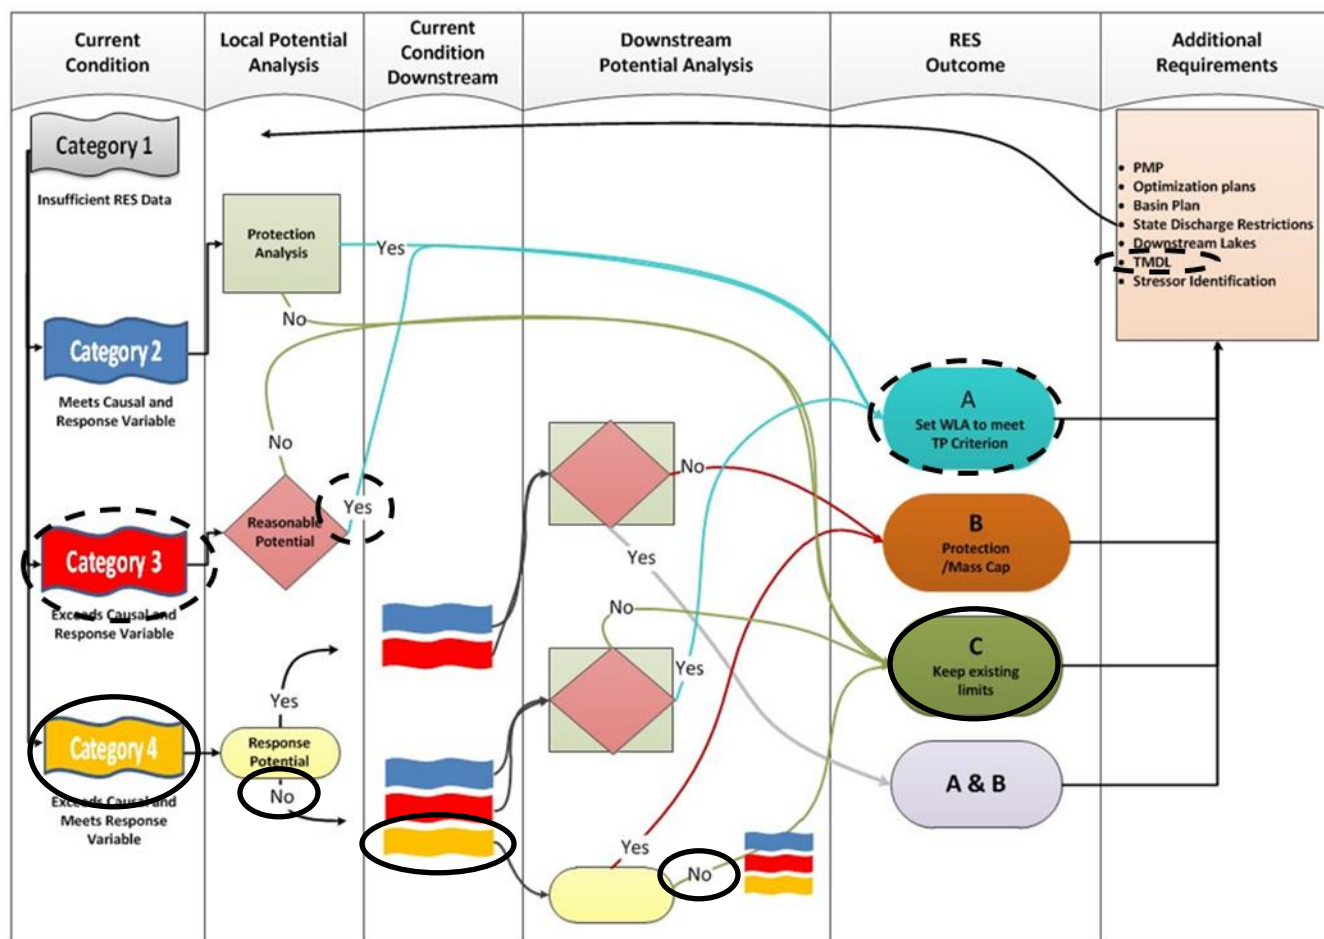 Current
Condition
Local Potential
Analysis
Current
Condition
Downstream
Downstream
Potential Analysis
RES
Outcome
Additional
Requirements
Category 1
Insufficient RES Data
PMP
Optimization plans
Basin Plan
State Discharge Restrictions
Downstream Lakes
TMDL
Stressor Identification
Protection
Analysis
Yes
No
Category 2
Meets Causal and
Response Variable
A
Set WLA to meet
TP Criterion
No
No
Yes
Reasonable
Potential
Category 3
Exceeds Causal and
Response Variable
B
Protection
/Mass Cap
Yes
No
Yes
C
Keep existing
limits
Yes
Category 4
Response
Potential
No
Exceeds Causal and
Meets Response
Variable
A & B
Yes
No